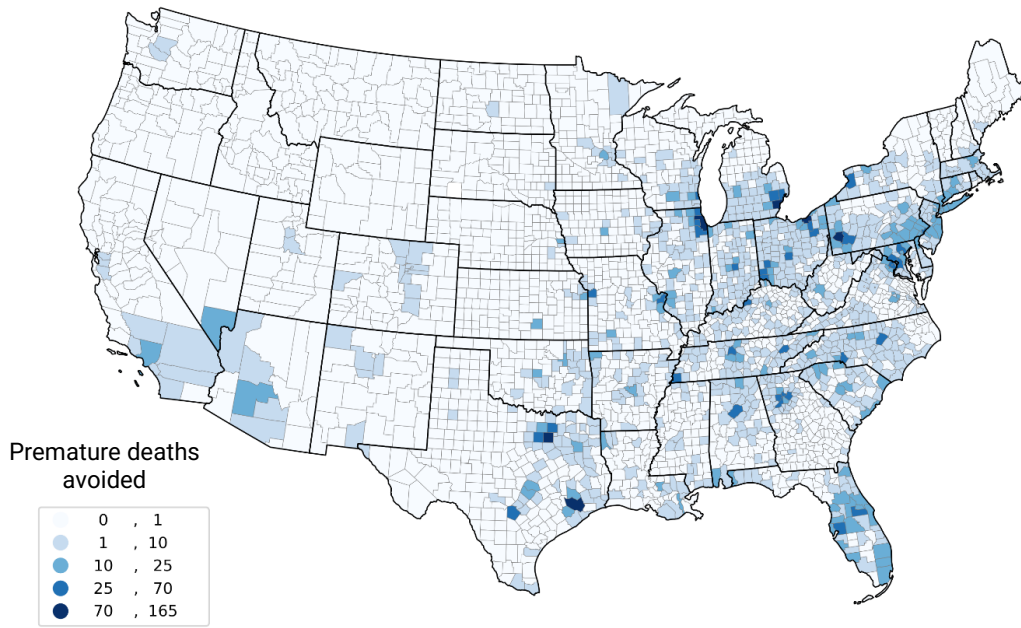 Premature deaths
avoided
0 , 1
1 , 10
10 , 25
25 , 70
70 , 165